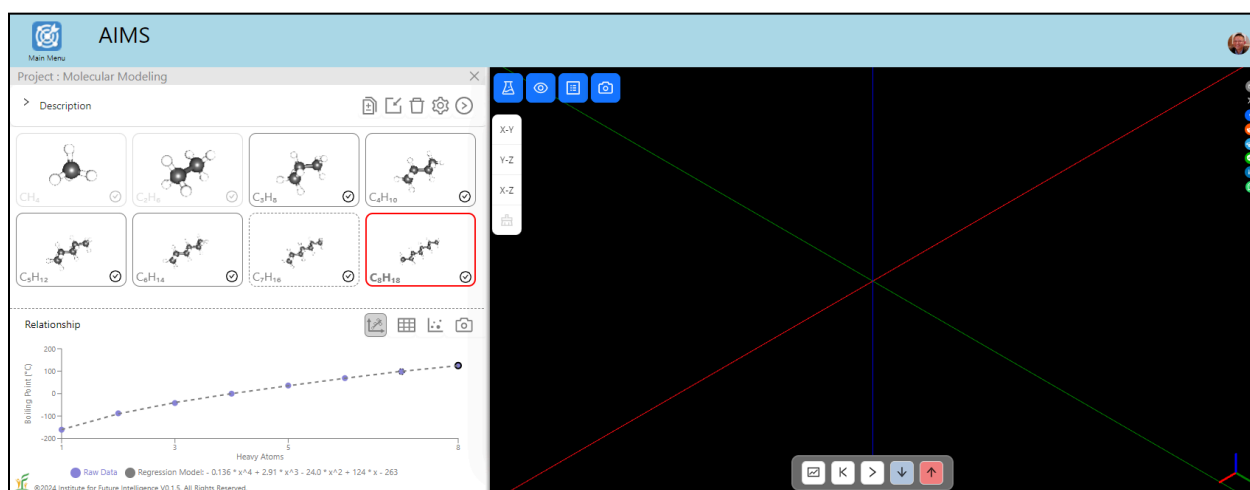 AIMS
Main Menu
Project : Molecular Modeling
Description
CH₄
C₂H₆
C₃H₈
C₄H₁₀
C₅H₁₂
C₆H₁₄
C₇H₁₆
C₈H₁₈
Relationship
Boiling Point (°C)
200
100
0
-100
-200
1
3
5
8
Heavy Atoms
Raw Data
Regression Model: - 0.136 * x^4 + 2.91 * x^3 - 24.0 * x^2 + 124 * x - 263
©2024 Institute for Future Intelligence V0.1.5. All Rights Reserved.
X-Y
Y-Z
X-Z